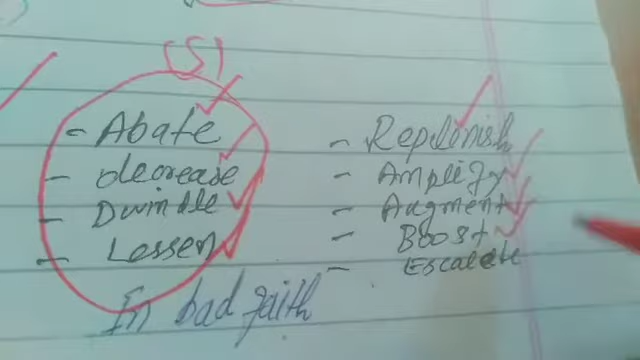 (S)
- Abate
- decrease
- Dwindle
- Lessen
- Replenish
- Amplify
- Augment
- Boost
- Escalate
In bad faith